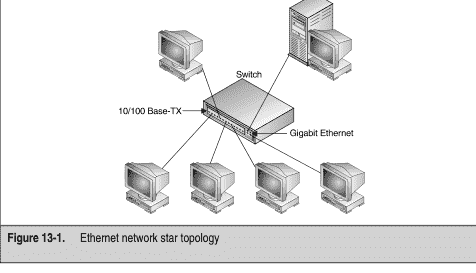 Switch
10/100 Base-TX
Gigabit Ethernet
Figure 13-1. Ethernet network star topology